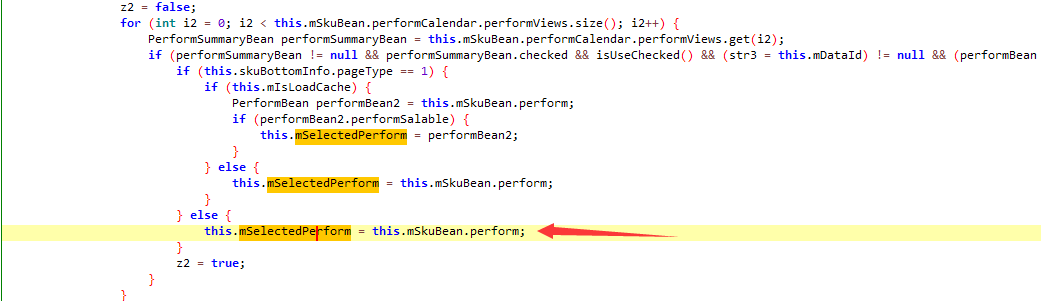 z2 = false;
for (int i2 = 0; i2 < this.mSkuBean.performCalendar.performViews.size(); i2++) {
PerformSummaryBean performSummaryBean = this.mSkuBean.performCalendar.performViews.get(i2);
if (performSummaryBean != null && performSummaryBean.checked && isUseChecked() && (str3 = this.mDataId) != null && (performBean
if (this.skuBottomInfo.pageType == 1) {
if (this.mIsLoadCache) {
PerformBean performBean2 = this.mSkuBean.perform;
if (performBean2.performSalable) {
this.mSelectedPerform = performBean2;
}
} else {
this.mSelectedPerform = this.mSkuBean.perform;
}
} else {
this.mSelectedPerform = this.mSkuBean.perform;
}
z2 = true;
}
}